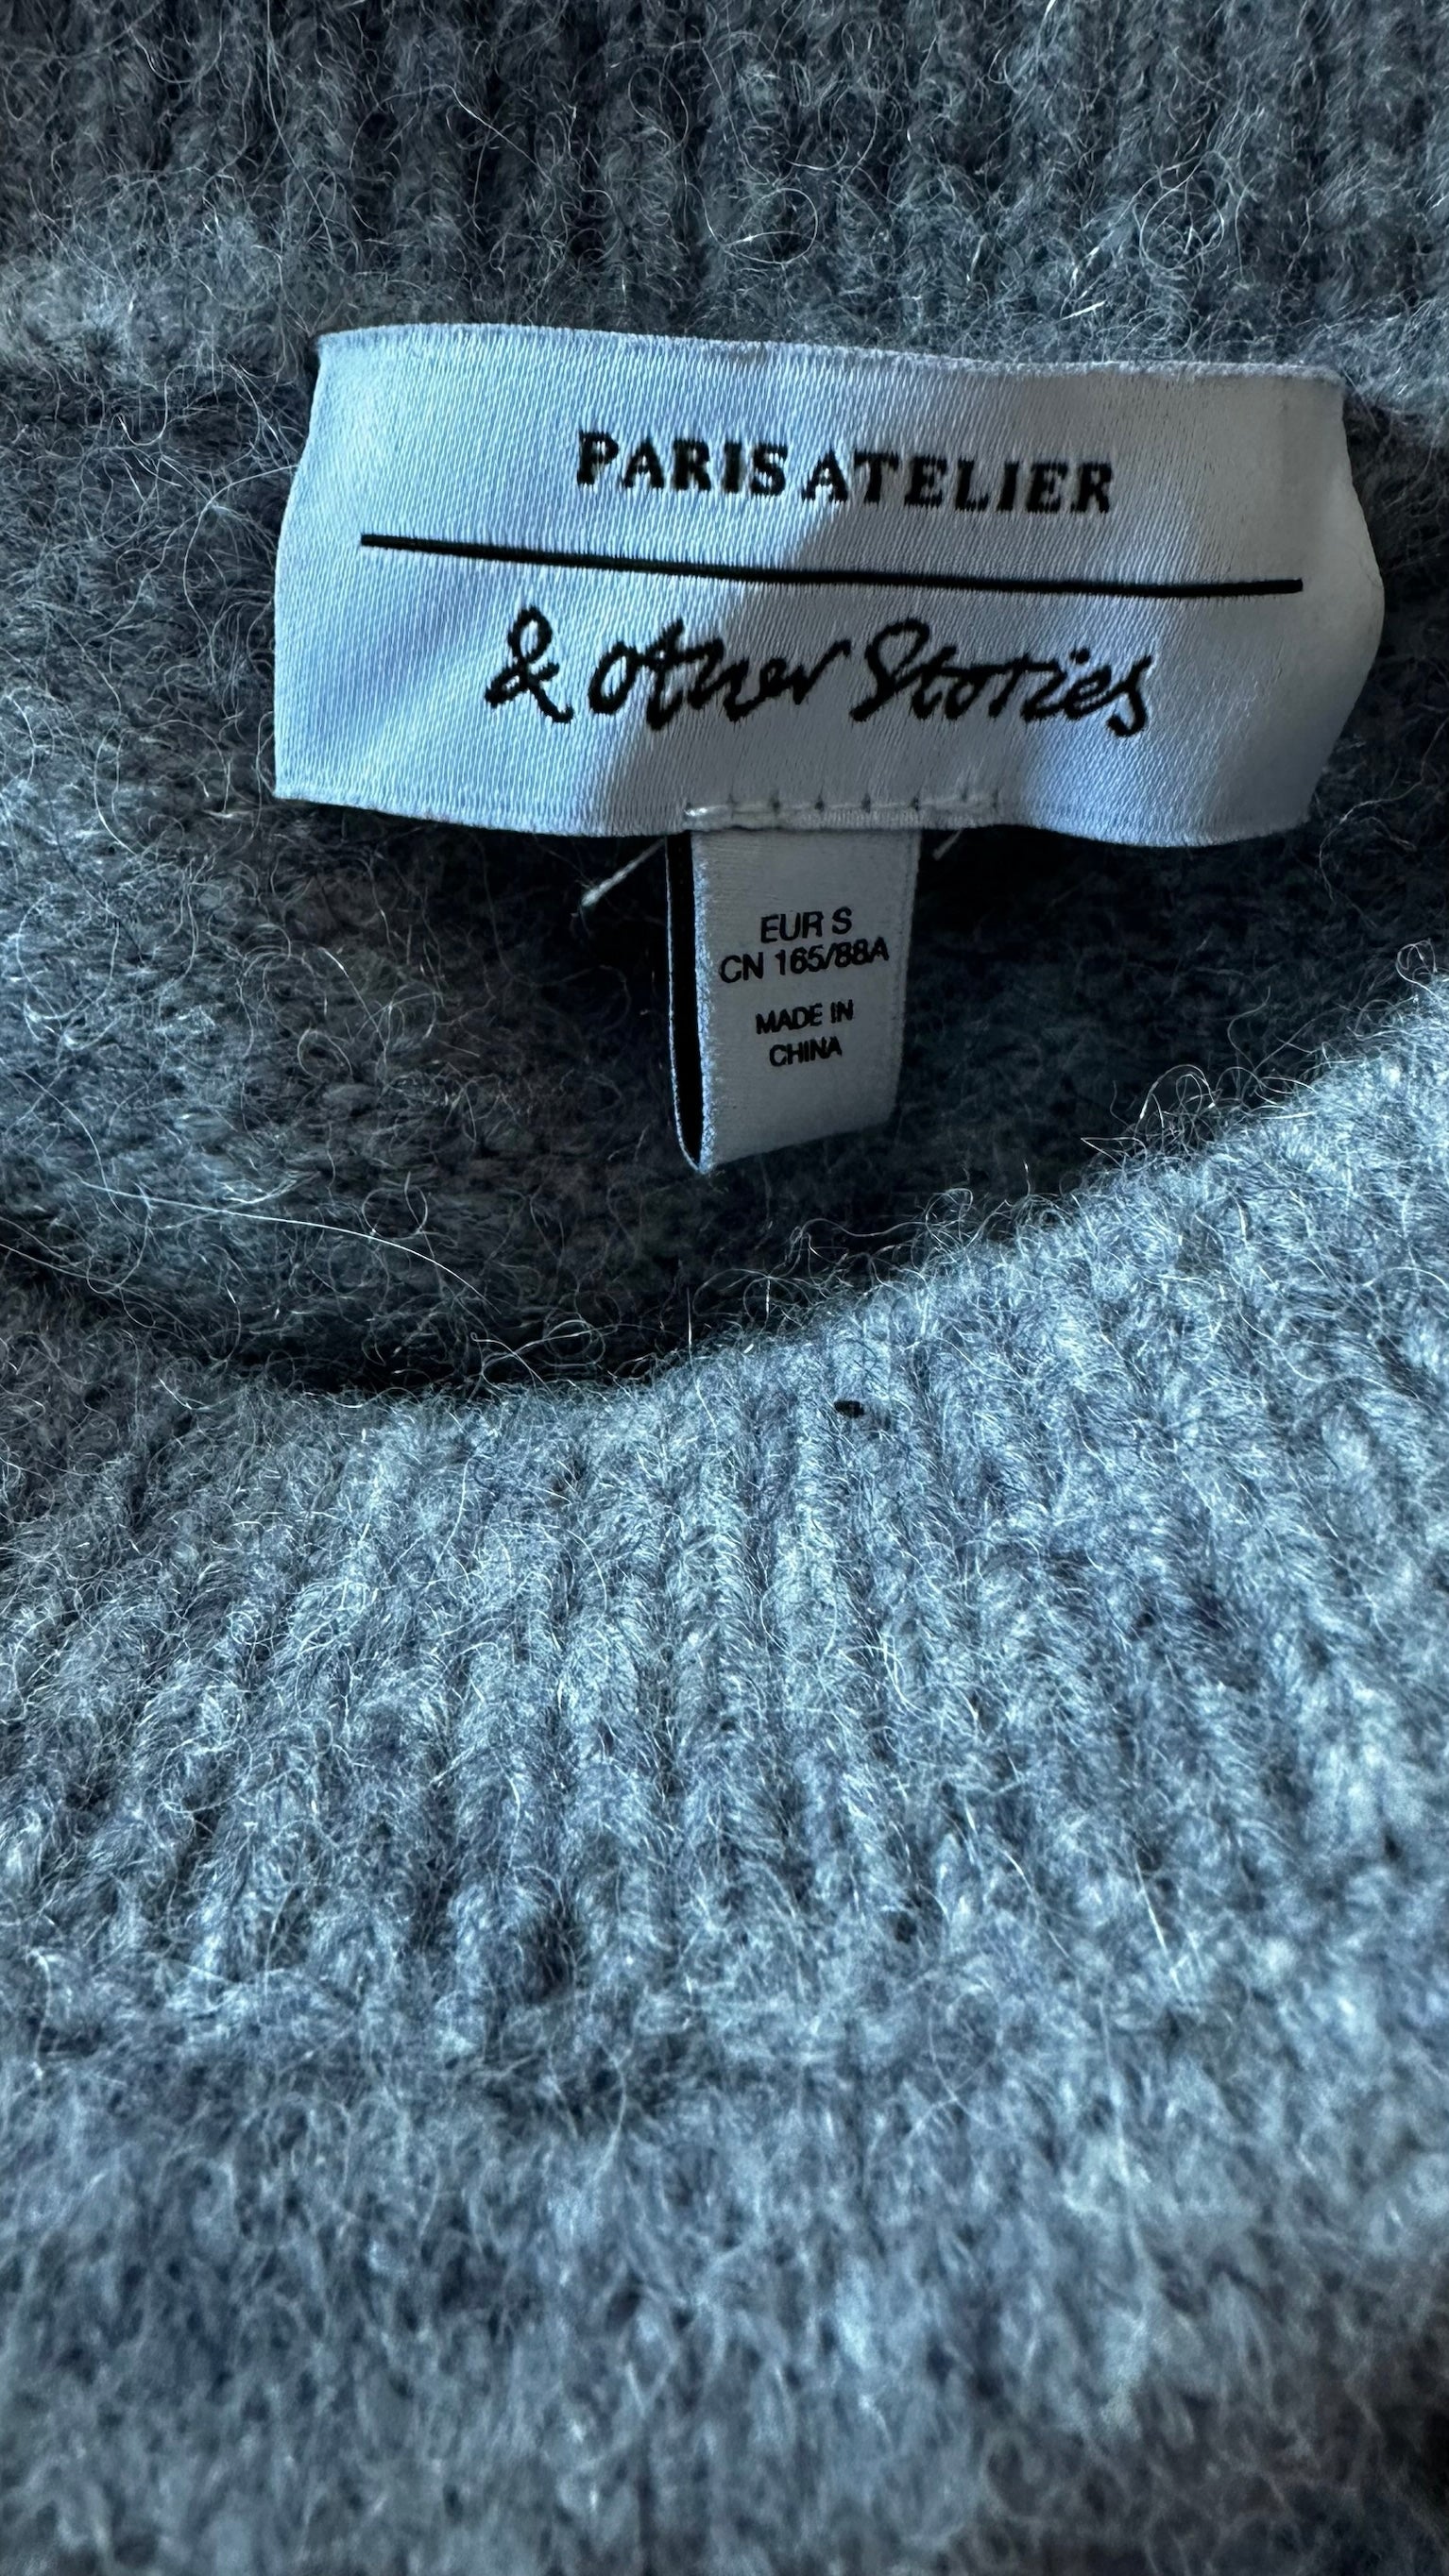 PARIS ATELIER
& Other Stories
EUR S
CN 165/88A
MADE IN
CHINA